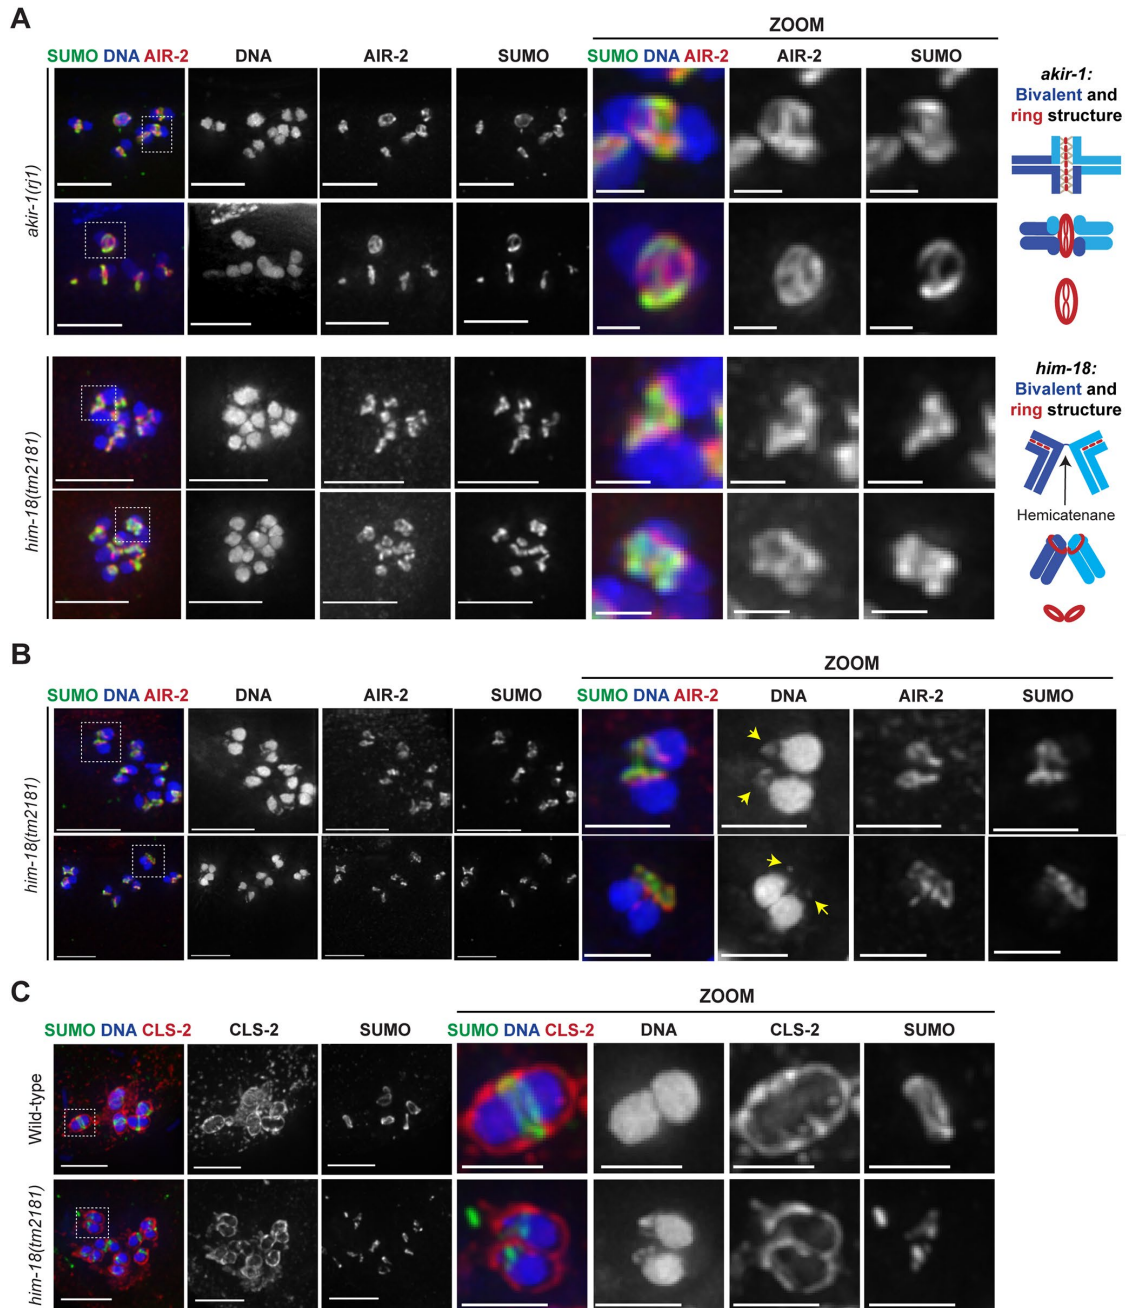 A
ZOOM
SUMO DNA AIR-2 DNA AIR-2 SUMO SUMO DNA AIR-2 AIR-2 SUMO
akir-1(rj1)
akir-1:
Bivalent and
ring structure
him-18(tm2181)
him-18(tm2181)
him-18:
Bivalent and
ring structure
Hemicatenane
B
ZOOM
SUMO DNA AIR-2 DNA AIR-2 SUMO SUMO DNA AIR-2 DNA AIR-2 SUMO
him-18(tm2181)
C
ZOOM
SUMO DNA CLS-2 CLS-2 SUMO SUMO DNA CLS-2 DNA CLS-2 SUMO
Wild-type
him-18(tm2181)